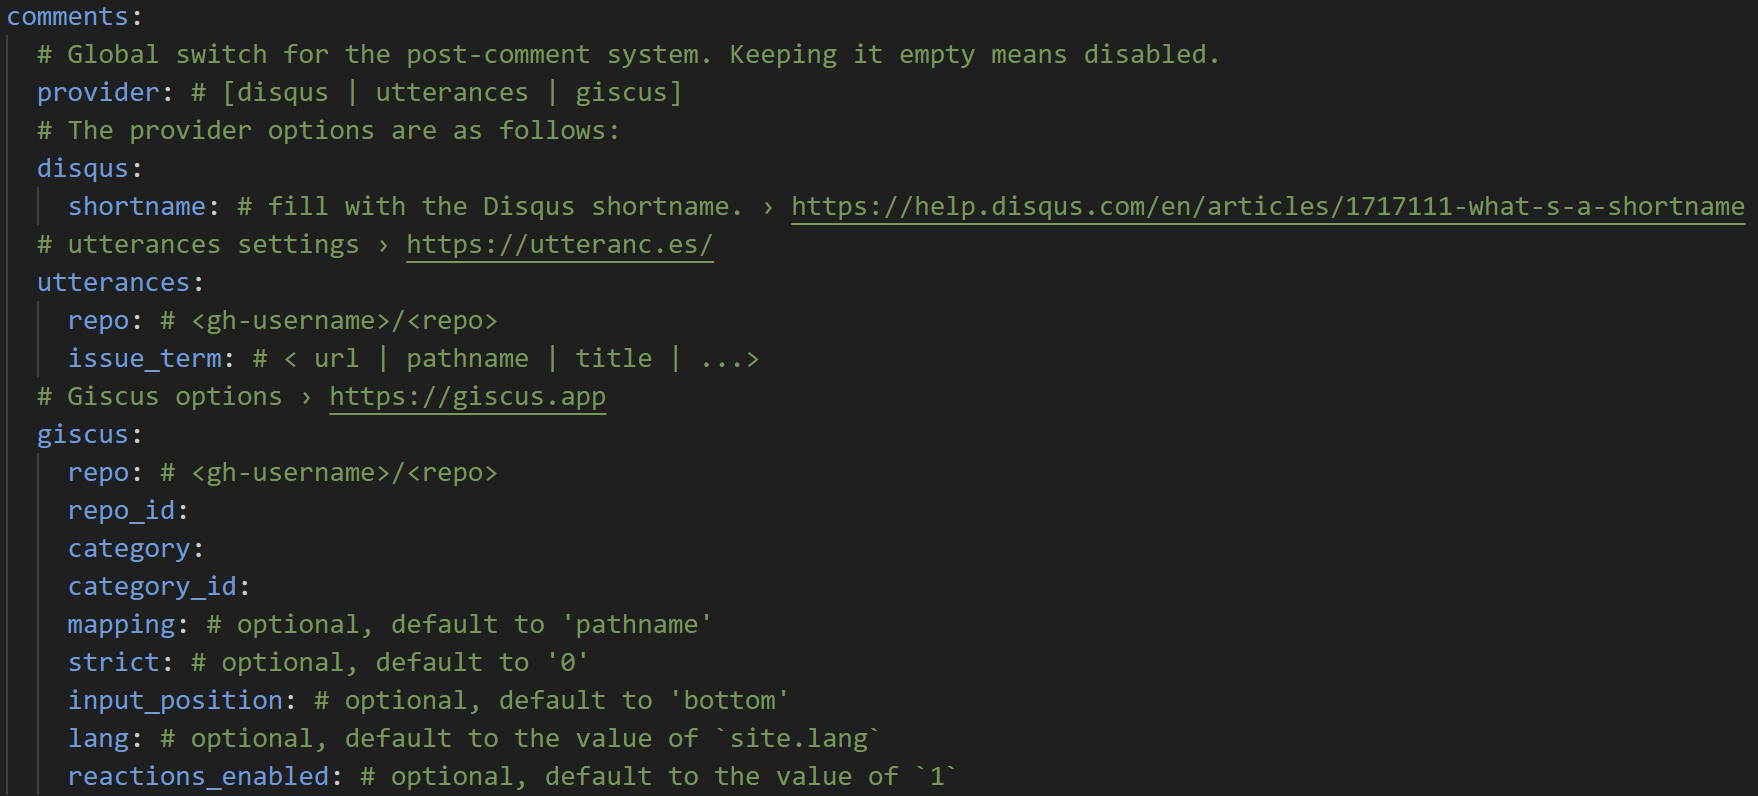 comments:
# Global switch for the post-comment system. Keeping it empty means disabled.
provider: # [disqus | utterances | giscus]
# The provider options are as follows:
disqus:
shortname: # fill with the Disqus shortname. › https://help.disqus.com/en/articles/1717111-what-s-a-shortname
# utterances settings › https://utteranc.es/
utterances:
repo: # <gh-username>/<repo>
issue_term: # < url | pathname | title | ...>
# Giscus options › https://giscus.app
giscus:
repo: # <gh-username>/<repo>
repo_id:
category:
category_id:
mapping: # optional, default to 'pathname'
strict: # optional, default to '0'
input_position: # optional, default to 'bottom'
lang: # optional, default to the value of `site.lang`
reactions_enabled: # optional, default to the value of `1`